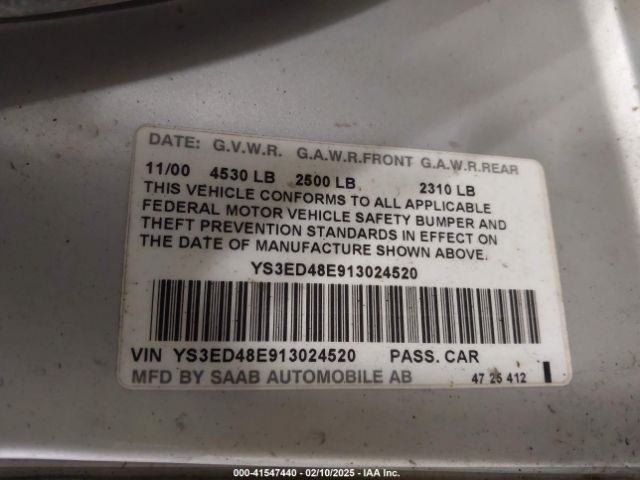 DATE: G.V.W.R. G.A.W.R.FRONT G.A.W.R.REAR
11/00 4530 LB 2500 LB 2310 LB
THIS VEHICLE CONFORMS TO ALL APPLICABLE
FEDERAL MOTOR VEHICLE SAFETY BUMPER AND
THEFT PREVENTION STANDARDS IN EFFECT ON
THE DATE OF MANUFACTURE SHOWN ABOVE.
YS3ED48E913024520
VIN YS3ED48E913024520 PASS. CAR
MFD BY SAAB AUTOMOBILE AB 47 25 412
000-41547440 - 02/10/2025 - IAA Inc.